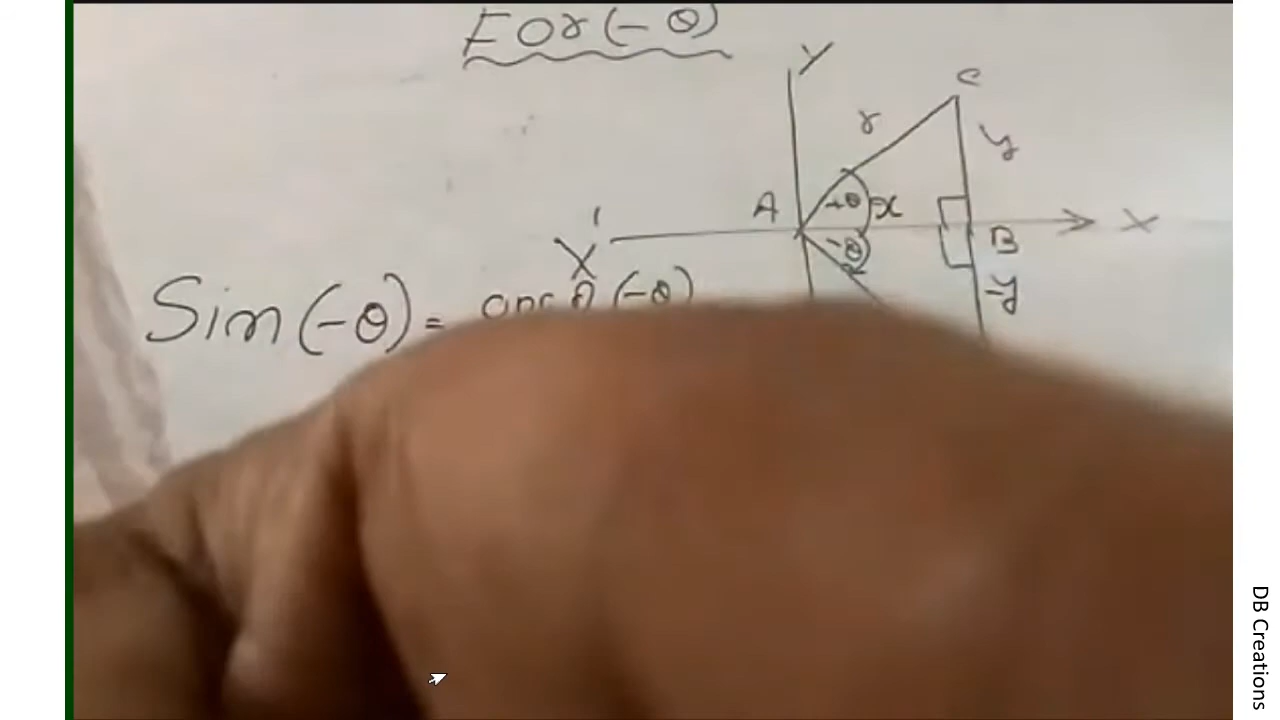 For (-θ)
Y
C
r
y
A
+θ
x
X'
X
-θ
B
-y
Sin(-θ) = (-θ)
DB Creations